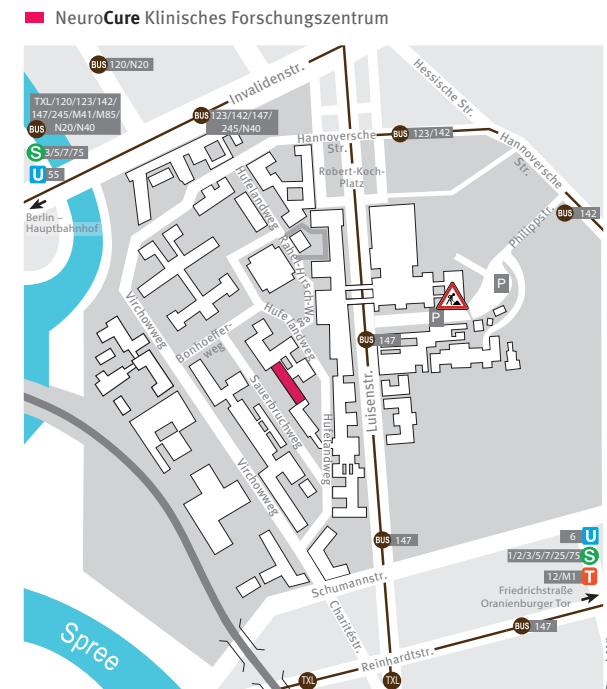 NeuroCure Klinisches Forschungszentrum
BUS 120/N20
Invalidenstr.
Hessische Str.
TXL/120/123/142/
147/245/M41/M85/
N20/N40
BUS
BUS 123/142/147/
245/N40
Hannoversche
Str.
BUS 123/142
Hannoversche
Str.
S 3/5/7/75
U 55
Robert-Koch-
Platz
Hufelandweg
Berlin –
Hauptbahnhof
BUS 142
Philippstr.
Rahel-Hirsch-We
P
P
Virchowweg
Hufelandweg
Bonhoeffer-
weg
BUS 147
Luisenstr.
Sauerbruchweg
Hufelandweg
Virchowweg
BUS 147
6 U
1/2/3/5/7/25/75 S
12/M1 T
Friedrichstraße
Oranienburger Tor
Schumannstr.
Charitéstr.
BUS 147
Spree
Reinhardtstr.
TXL
TXL